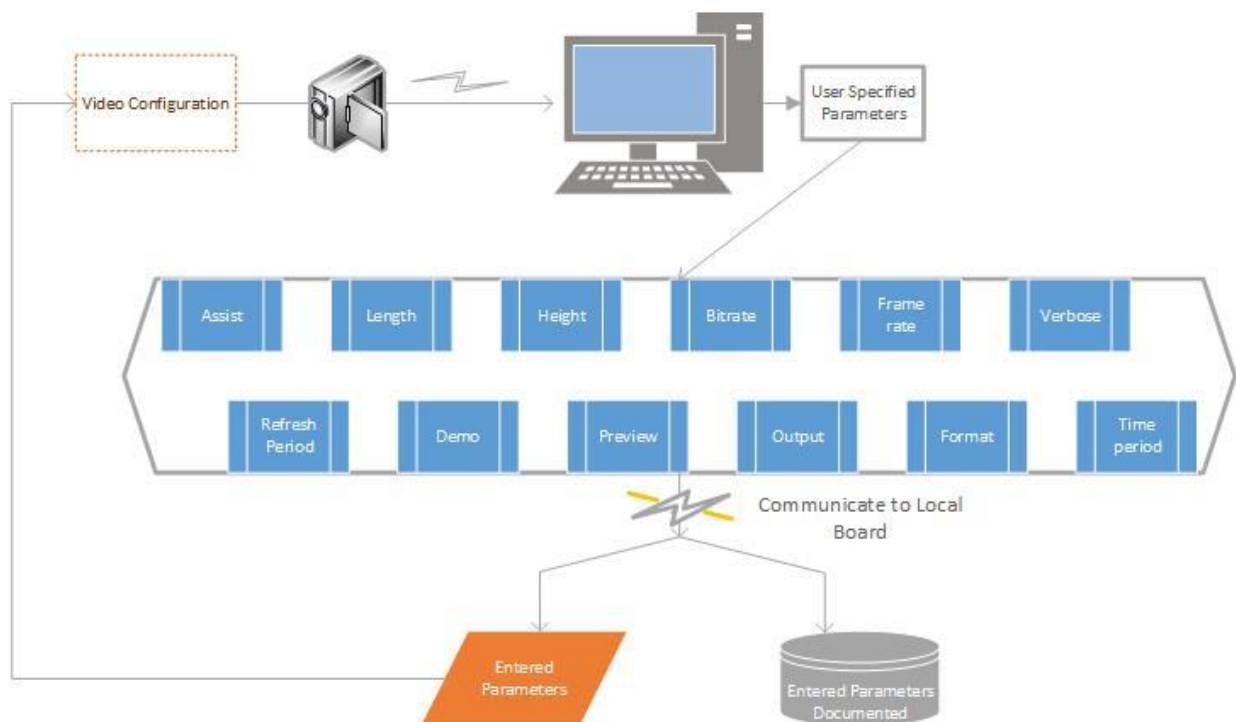 Video Configuration
User Specified
Parameters
Assist
Length
Height
Bitrate
Frame
rate
Verbose
Refresh
Period
Demo
Preview
Output
Format
Time
period
Communicate to Local
Board
Entered
Parameters
Entered Parameters
Documented